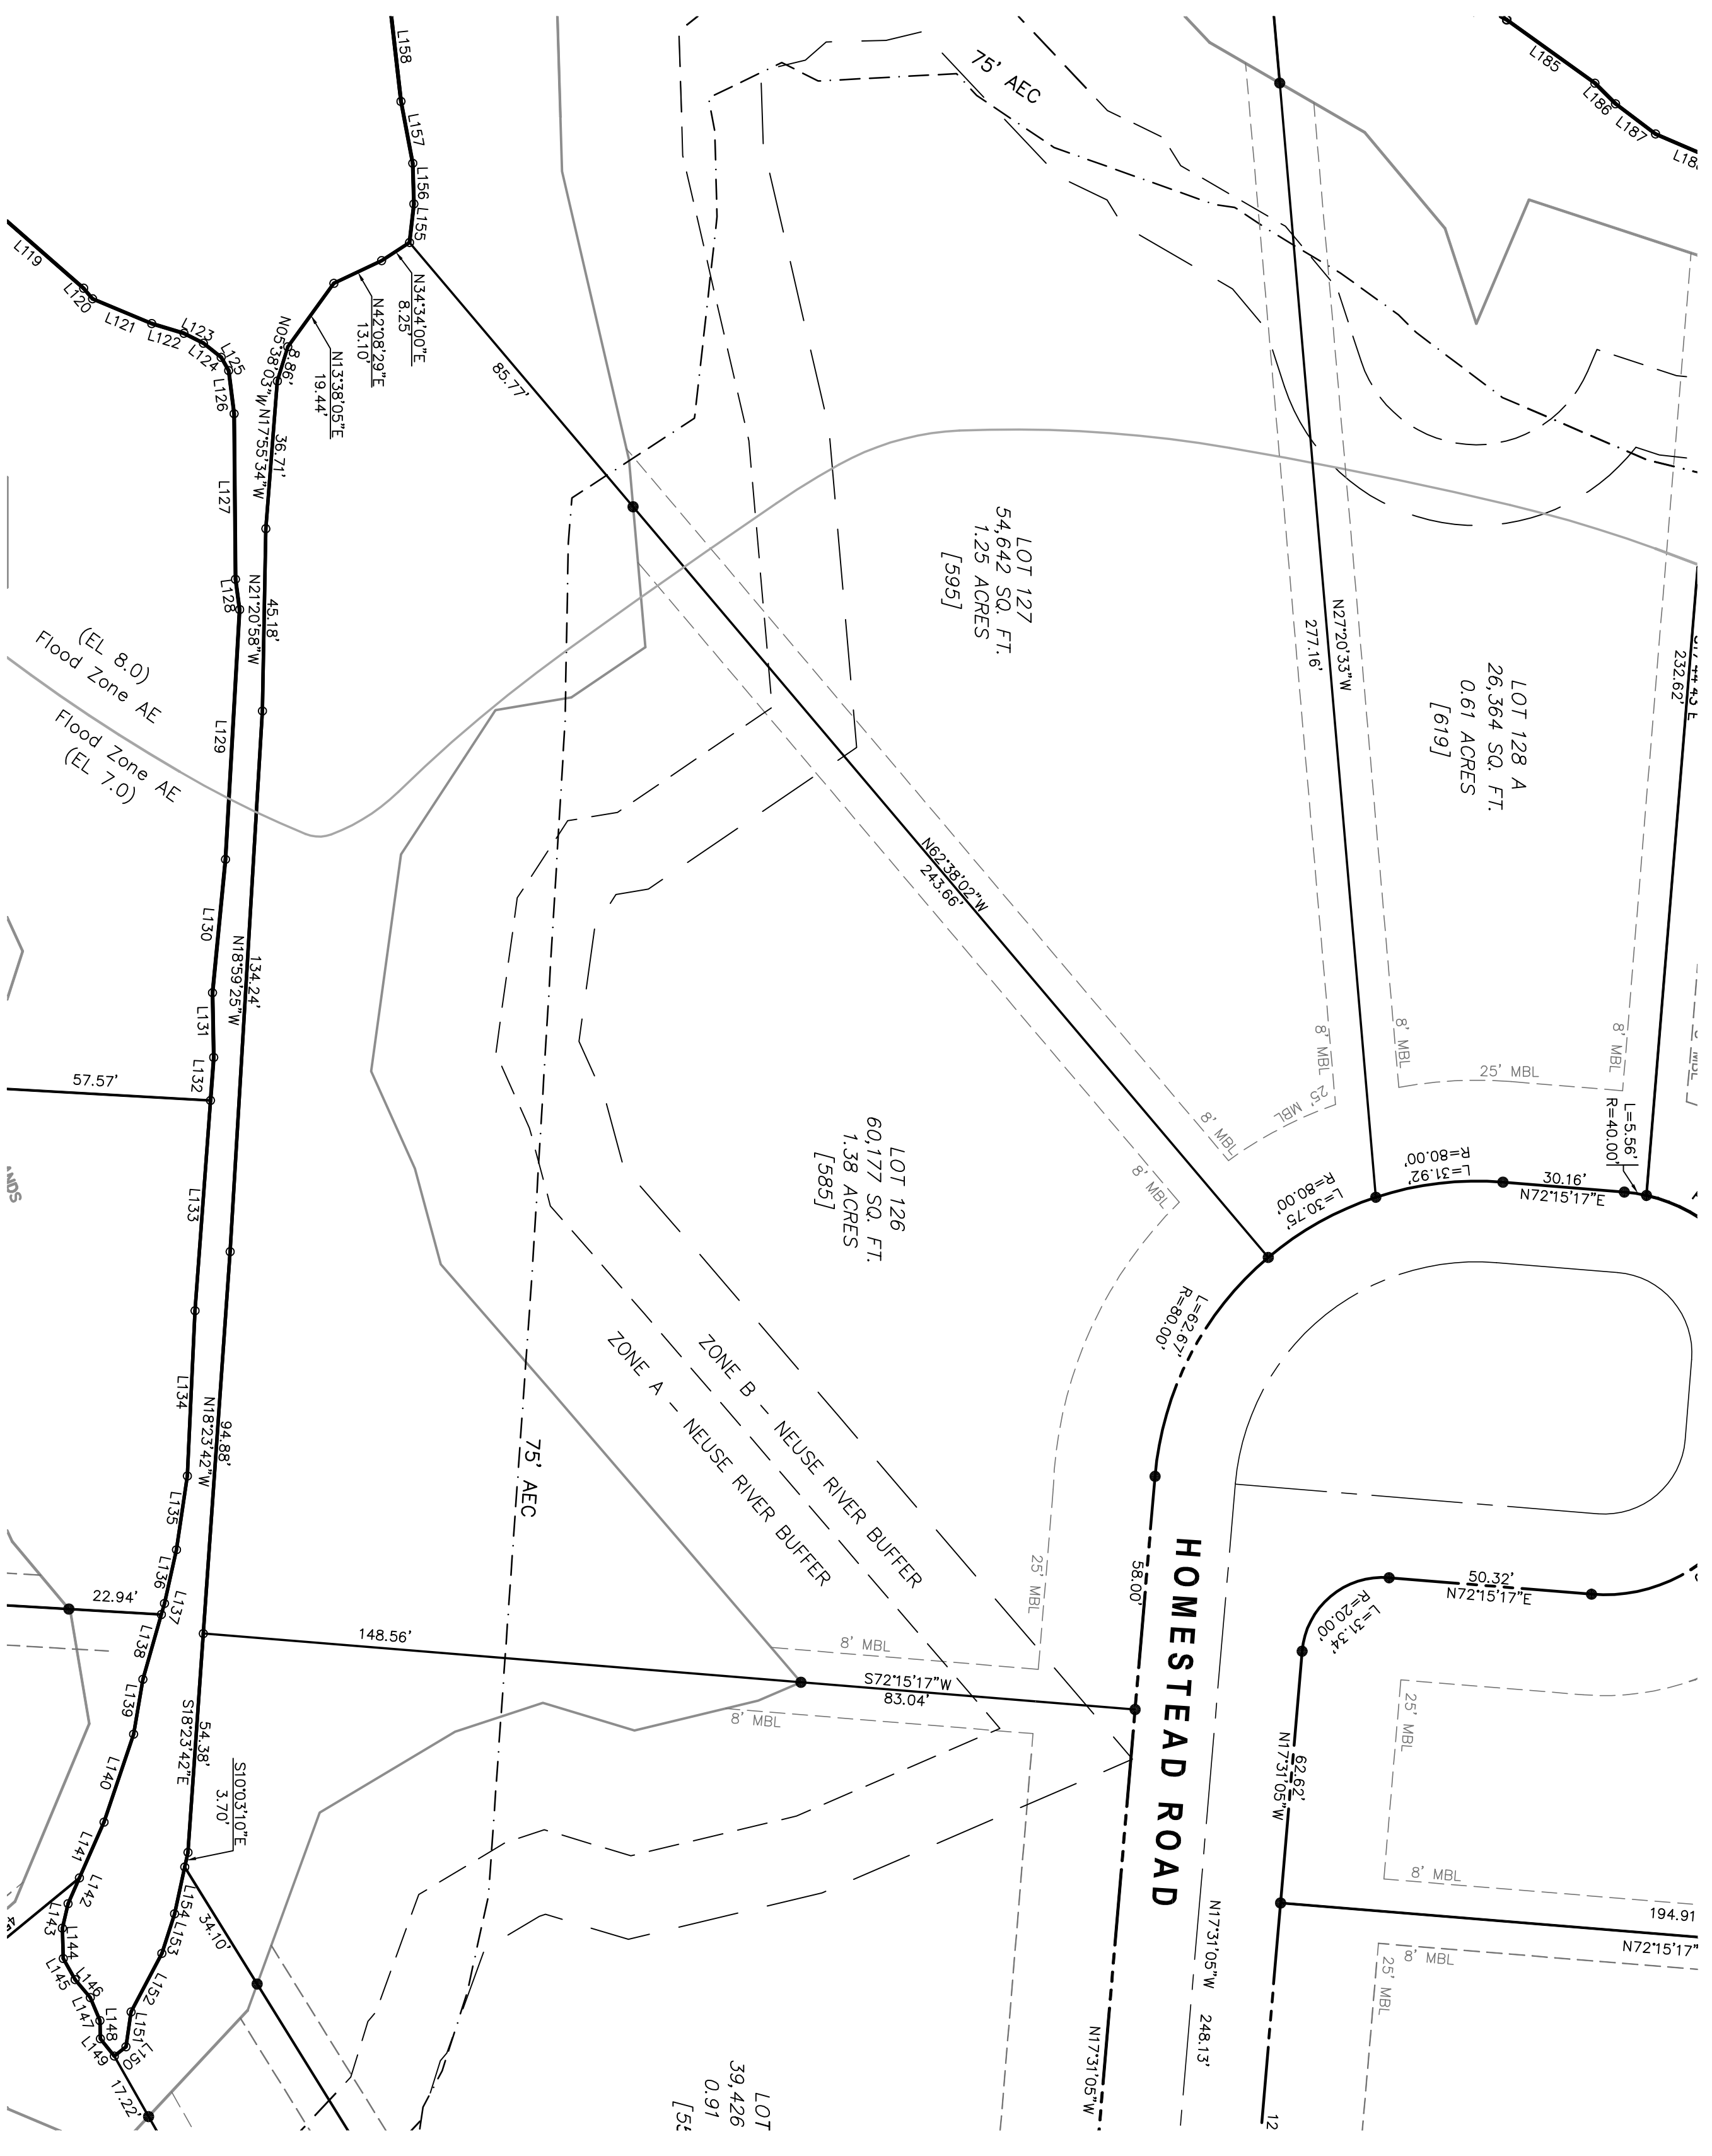 L158
L157
L156
L155
L119
L120
L121
L122
L123
L124
L125
L126
L127
L128
L129
L130
L131
L132
L133
L134
L135
L136
L137
L138
L139
L140
L141
L142
L143
L144
L145
L146
L147
L148
L149
L150
L151
L152
L153
L154
L185
L186
L187
75' AEC
N34°34'00"E
8.25'
N42°08'29"E
13.10'
N13°38'05"E
19.44'
N05°38'03"W
8.86'
N17°55'34"W
36.71'
N21°20'58"W
45.18'
N18°59'25"W
134.24'
N18°23'42"W
94.88'
S18°23'42"E
54.38'
S10°03'10"E
3.70'
34.10'
17.22'
57.57'
22.94'
148.56'
S72°15'17"W
83.04'
85.77'
N62°38'02"W
243.66'
N27°20'33"W
277.16'
232.62'
(EL 8.0)
Flood Zone AE
Flood Zone AE
(EL 7.0)
LOT 127
54,642 SQ. FT.
1.25 ACRES
[595]
LOT 128 A
26,364 SQ. FT.
0.61 ACRES
[619]
LOT 126
60,177 SQ. FT.
1.38 ACRES
[585]
LOT
39,426
0.91
8' MBL
8' MBL
8' MBL
25' MBL
25' MBL
8' MBL
8' MBL
L=5.56'
R=40.00'
30.16'
N72°15'17"E
L=31.92'
R=80.00'
L=30.75'
R=80.00'
L=62.67'
R=80.00'
58.00'
HOMESTEAD ROAD
ZONE B - NEUSE RIVER BUFFER
ZONE A - NEUSE RIVER BUFFER
75' AEC
25' MBL
8' MBL
8' MBL
50.32'
N72°15'17"E
L=31.34'
R=20.00'
62.62'
N17°31'05"W
25' MBL
8' MBL
194.91
N72°15'17"
8' MBL
25' MBL
N17°31'05"W 248.13'
N17°31'05"W
12